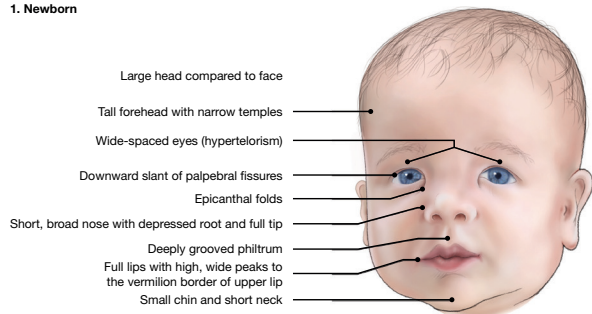 1. Newborn
Large head compared to face
Tall forehead with narrow temples
Wide-spaced eyes (hypertelorism)
Downward slant of palpebral fissures
Epicanthal folds
Short, broad nose with depressed root and full tip
Deeply grooved philtrum
Full lips with high, wide peaks to
the vermilion border of upper lip
Small chin and short neck